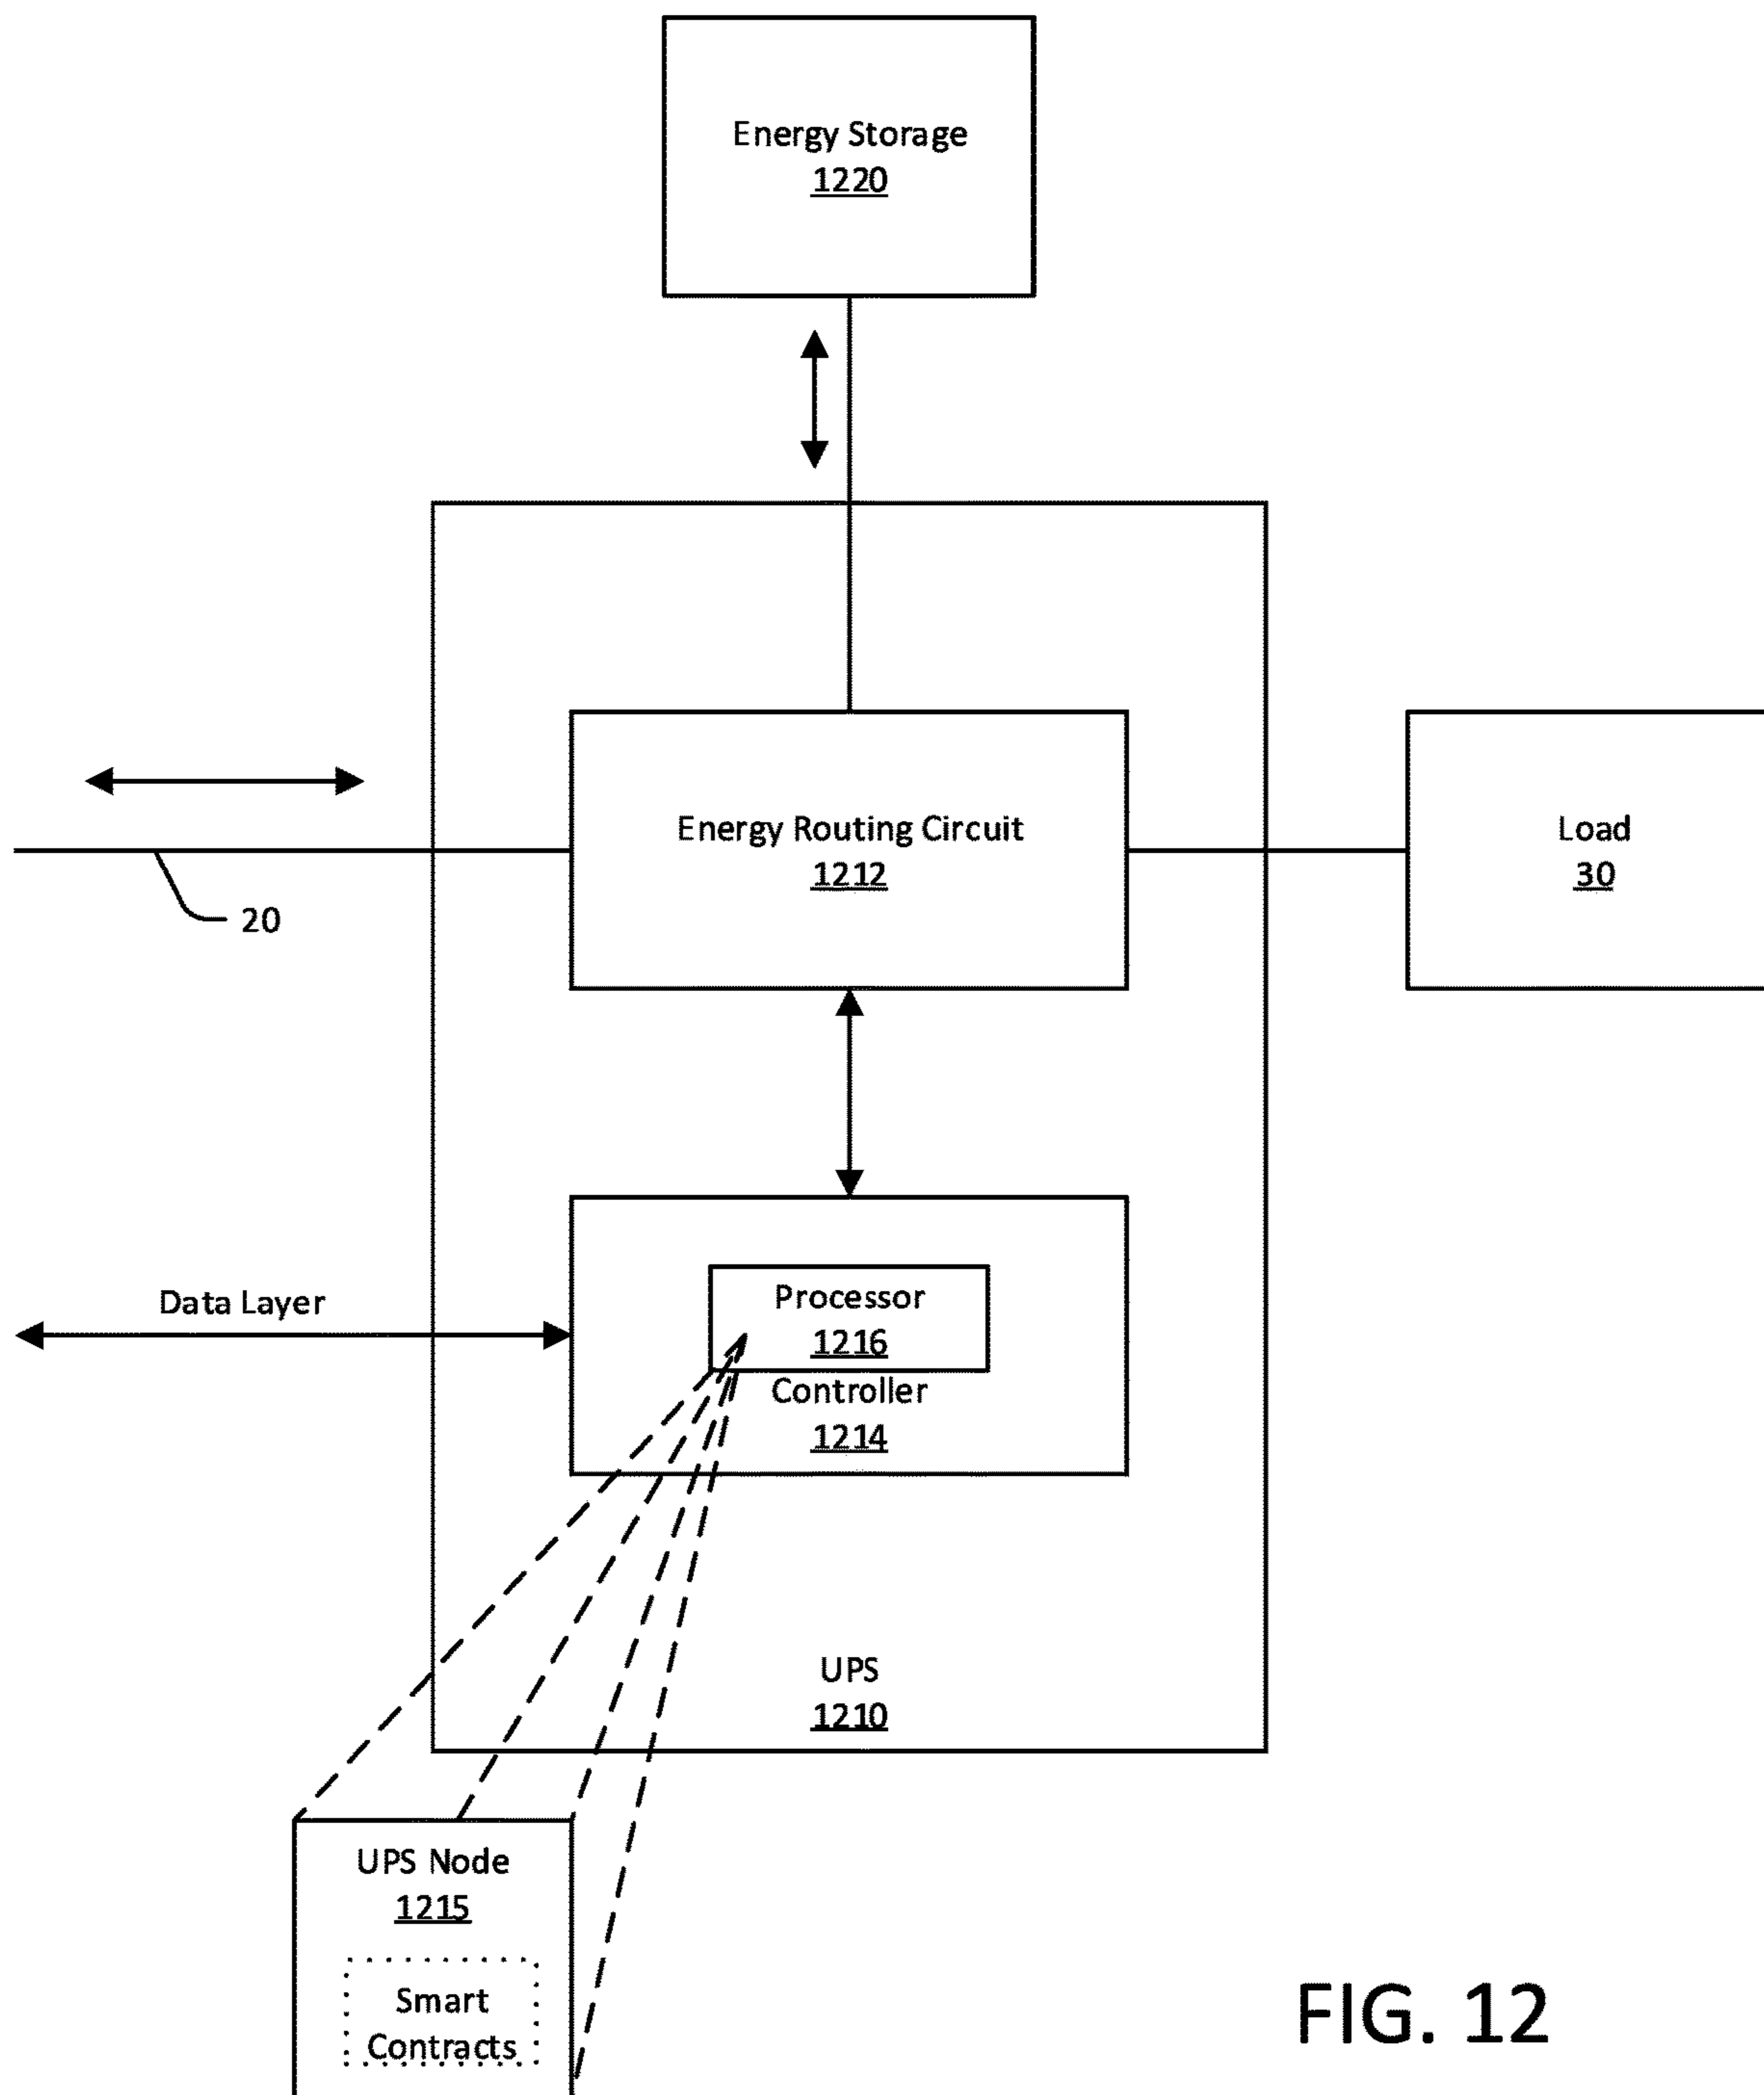 Energy Storage
1220
Energy Routing Circuit
1212
Load
30
20
Data Layer
Processor
1216
Controller
1214
UPS
1210
UPS Node
1215
Smart
Contracts
FIG. 12